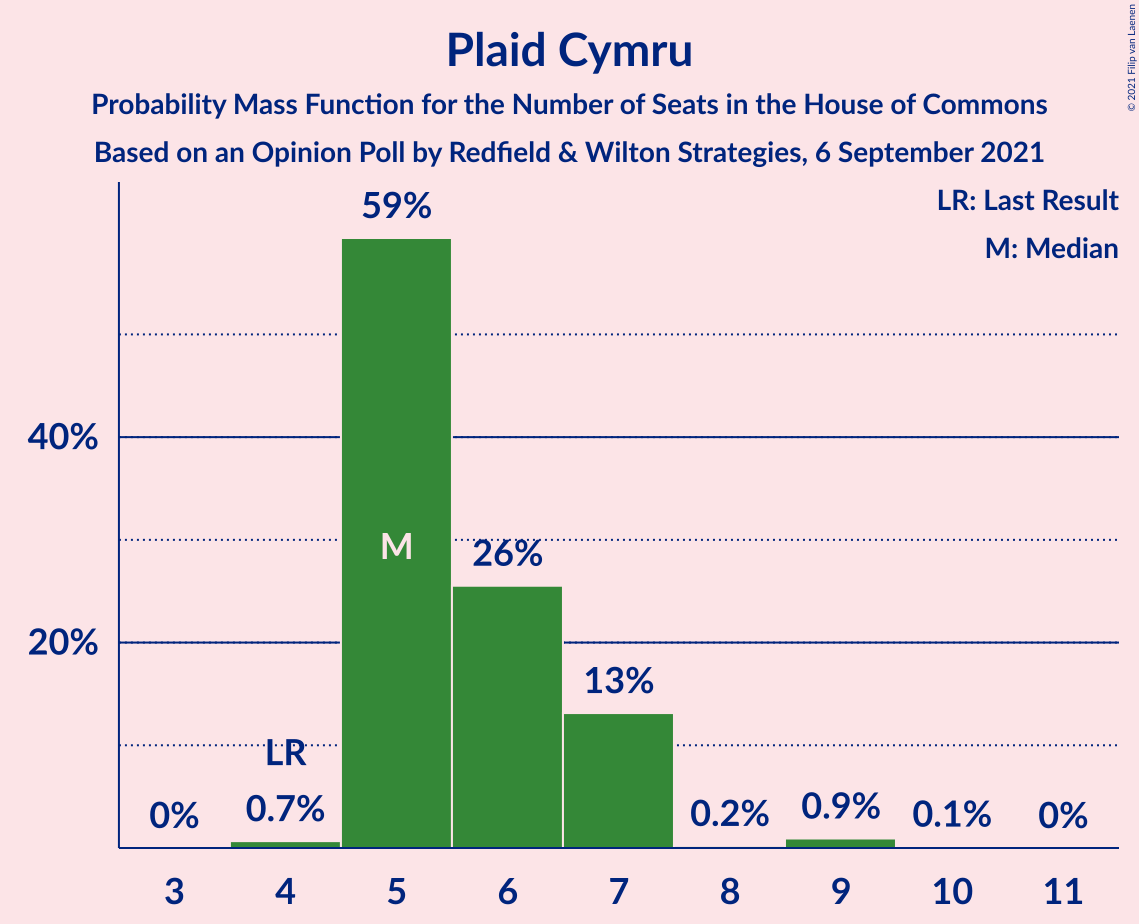 Plaid Cymru
Probability Mass Function for the Number of Seats in the House of Commons
Based on an Opinion Poll by Redfield & Wilton Strategies, 6 September 2021
© 2021 Filip van Laenen
LR: Last Result
M: Median
59%
40%
M
26%
20%
13%
LR
0% 0.7% 0.2% 0.9% 0.1% 0%
3 4 5 6 7 8 9 10 11